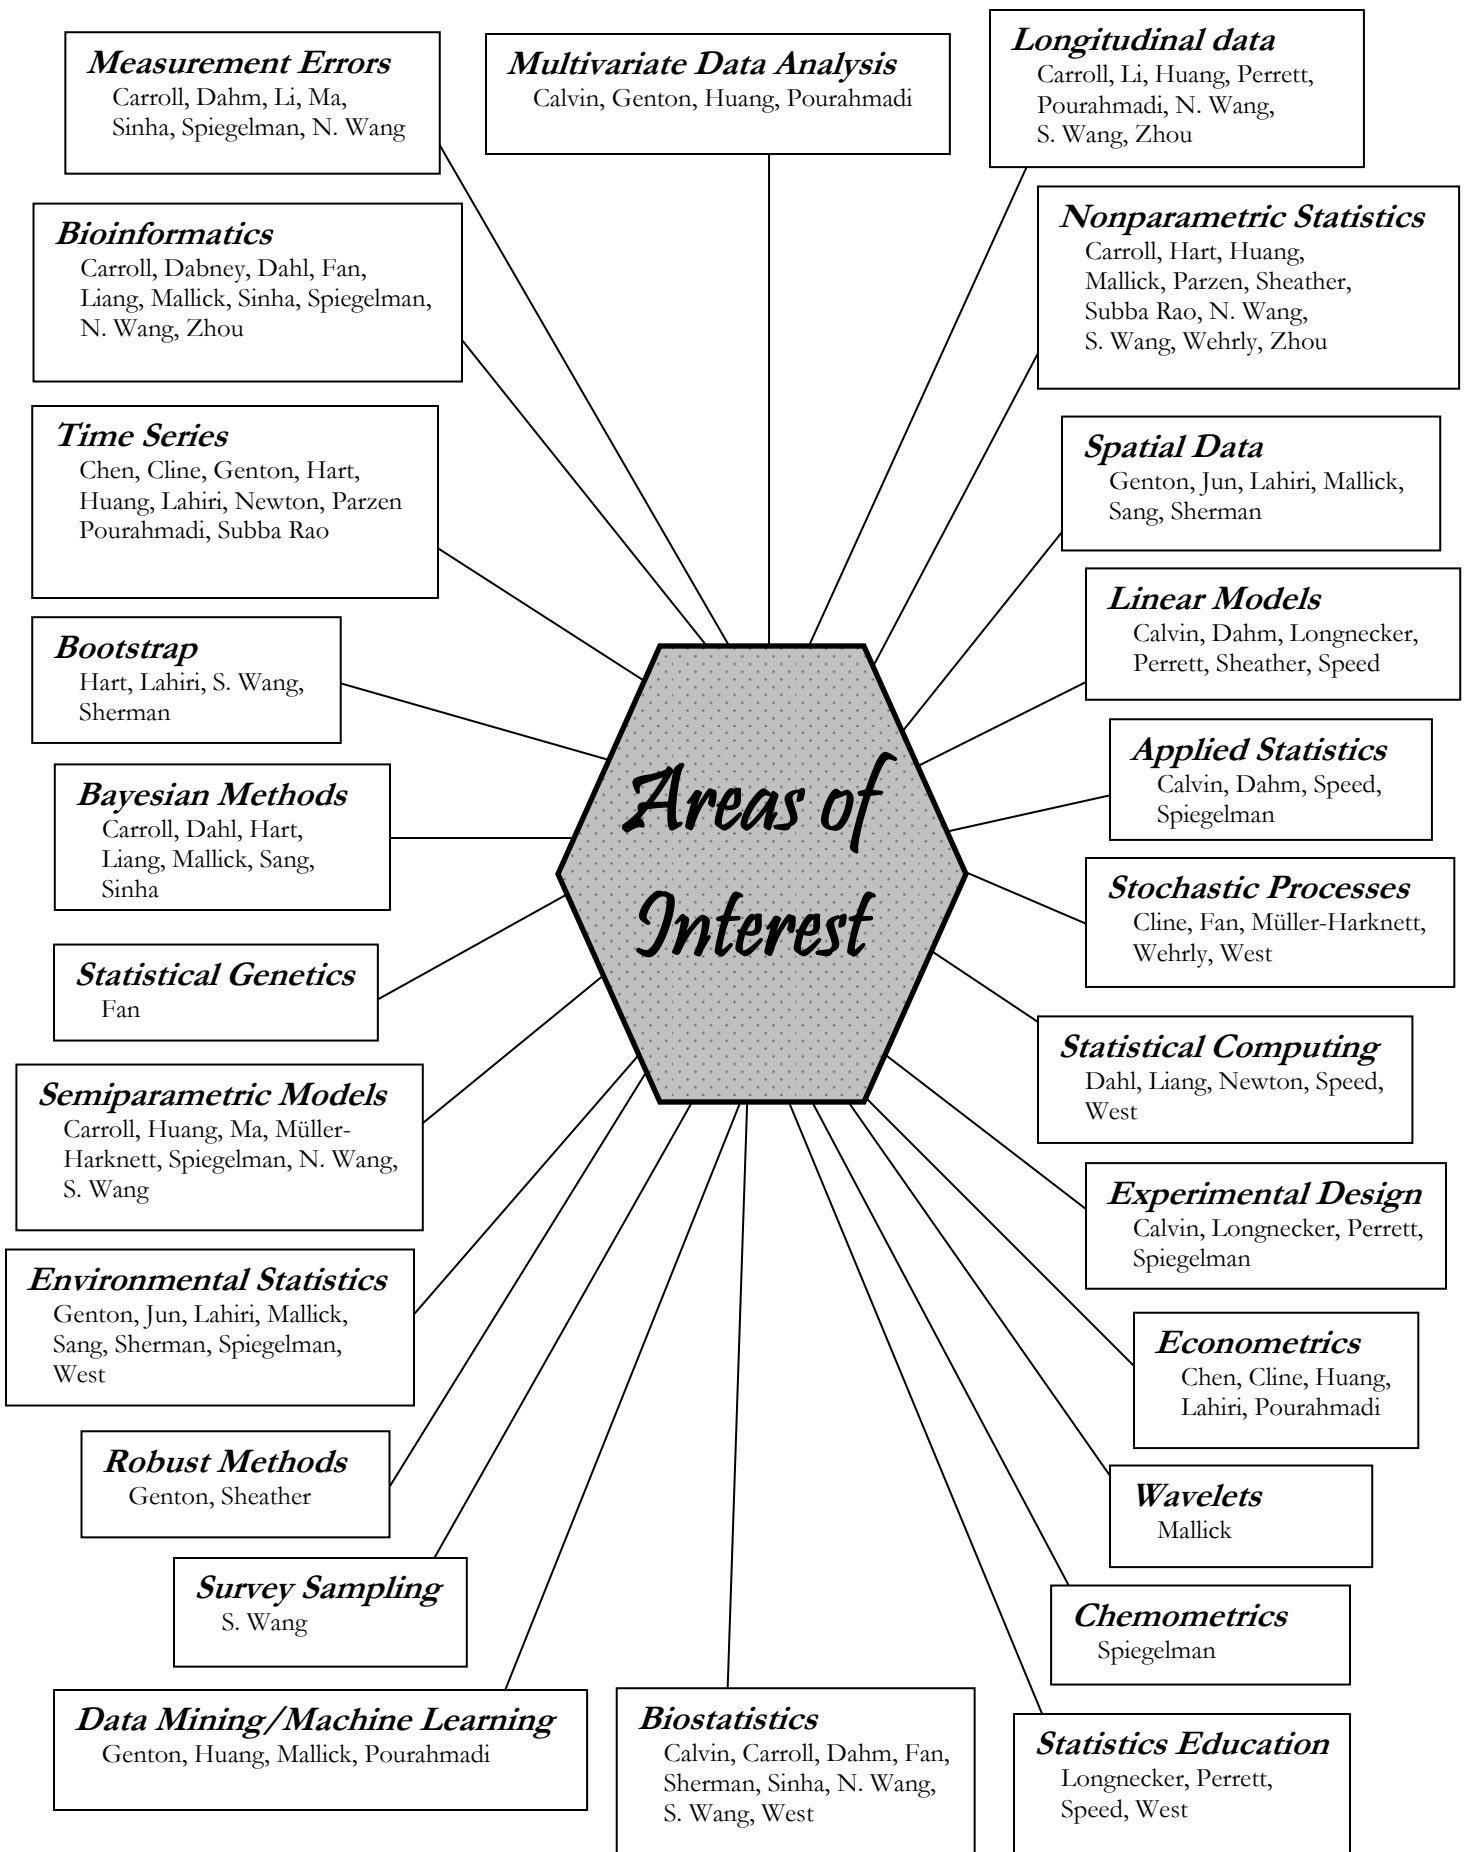 Measurement Errors
Carroll, Dahm, Li, Ma,
Sinha, Spiegelman, N. Wang
Multivariate Data Analysis
Calvin, Genton, Huang, Pourahmadi
Longitudinal data
Carroll, Li, Huang, Perrett,
Pourahmadi, N. Wang,
S. Wang, Zhou
Bioinformatics
Carroll, Dabney, Dahl, Fan,
Liang, Mallick, Sinha, Spiegelman,
N. Wang, Zhou
Nonparametric Statistics
Carroll, Hart, Huang,
Mallick, Parzen, Sheather,
Subba Rao, N. Wang,
S. Wang, Wehrly, Zhou
Time Series
Chen, Cline, Genton, Hart,
Huang, Lahiri, Newton, Parzen
Pourahmadi, Subba Rao
Spatial Data
Genton, Jun, Lahiri, Mallick,
Sang, Sherman
Bootstrap
Hart, Lahiri, S. Wang,
Sherman
Linear Models
Calvin, Dahm, Longnecker,
Perrett, Sheather, Speed
Bayesian Methods
Carroll, Dahl, Hart,
Liang, Mallick, Sang,
Sinha
Areas of
Interest
Applied Statistics
Calvin, Dahm, Speed,
Spiegelman
Stochastic Processes
Cline, Fan, Müller-Harknett,
Wehrly, West
Statistical Genetics
Fan
Statistical Computing
Dahl, Liang, Newton, Speed,
West
Semiparametric Models
Carroll, Huang, Ma, Müller-
Harknett, Spiegelman, N. Wang,
S. Wang
Experimental Design
Calvin, Longnecker, Perrett,
Spiegelman
Environmental Statistics
Genton, Jun, Lahiri, Mallick,
Sang, Sherman, Spiegelman,
West
Econometrics
Chen, Cline, Huang,
Lahiri, Pourahmadi
Robust Methods
Genton, Sheather
Wavelets
Mallick
Survey Sampling
S. Wang
Chemometrics
Spiegelman
Data Mining/Machine Learning
Genton, Huang, Mallick, Pourahmadi
Biostatistics
Calvin, Carroll, Dahm, Fan,
Sherman, Sinha, N. Wang,
S. Wang, West
Statistics Education
Longnecker, Perrett,
Speed, West